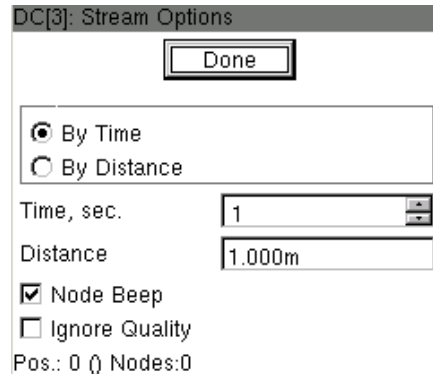 DC[3]: Stream Options
Done
By Time
By Distance
Time, sec. 1
Distance 1.000m
Node Beep
Ignore Quality
Pos.: 0 () Nodes:0